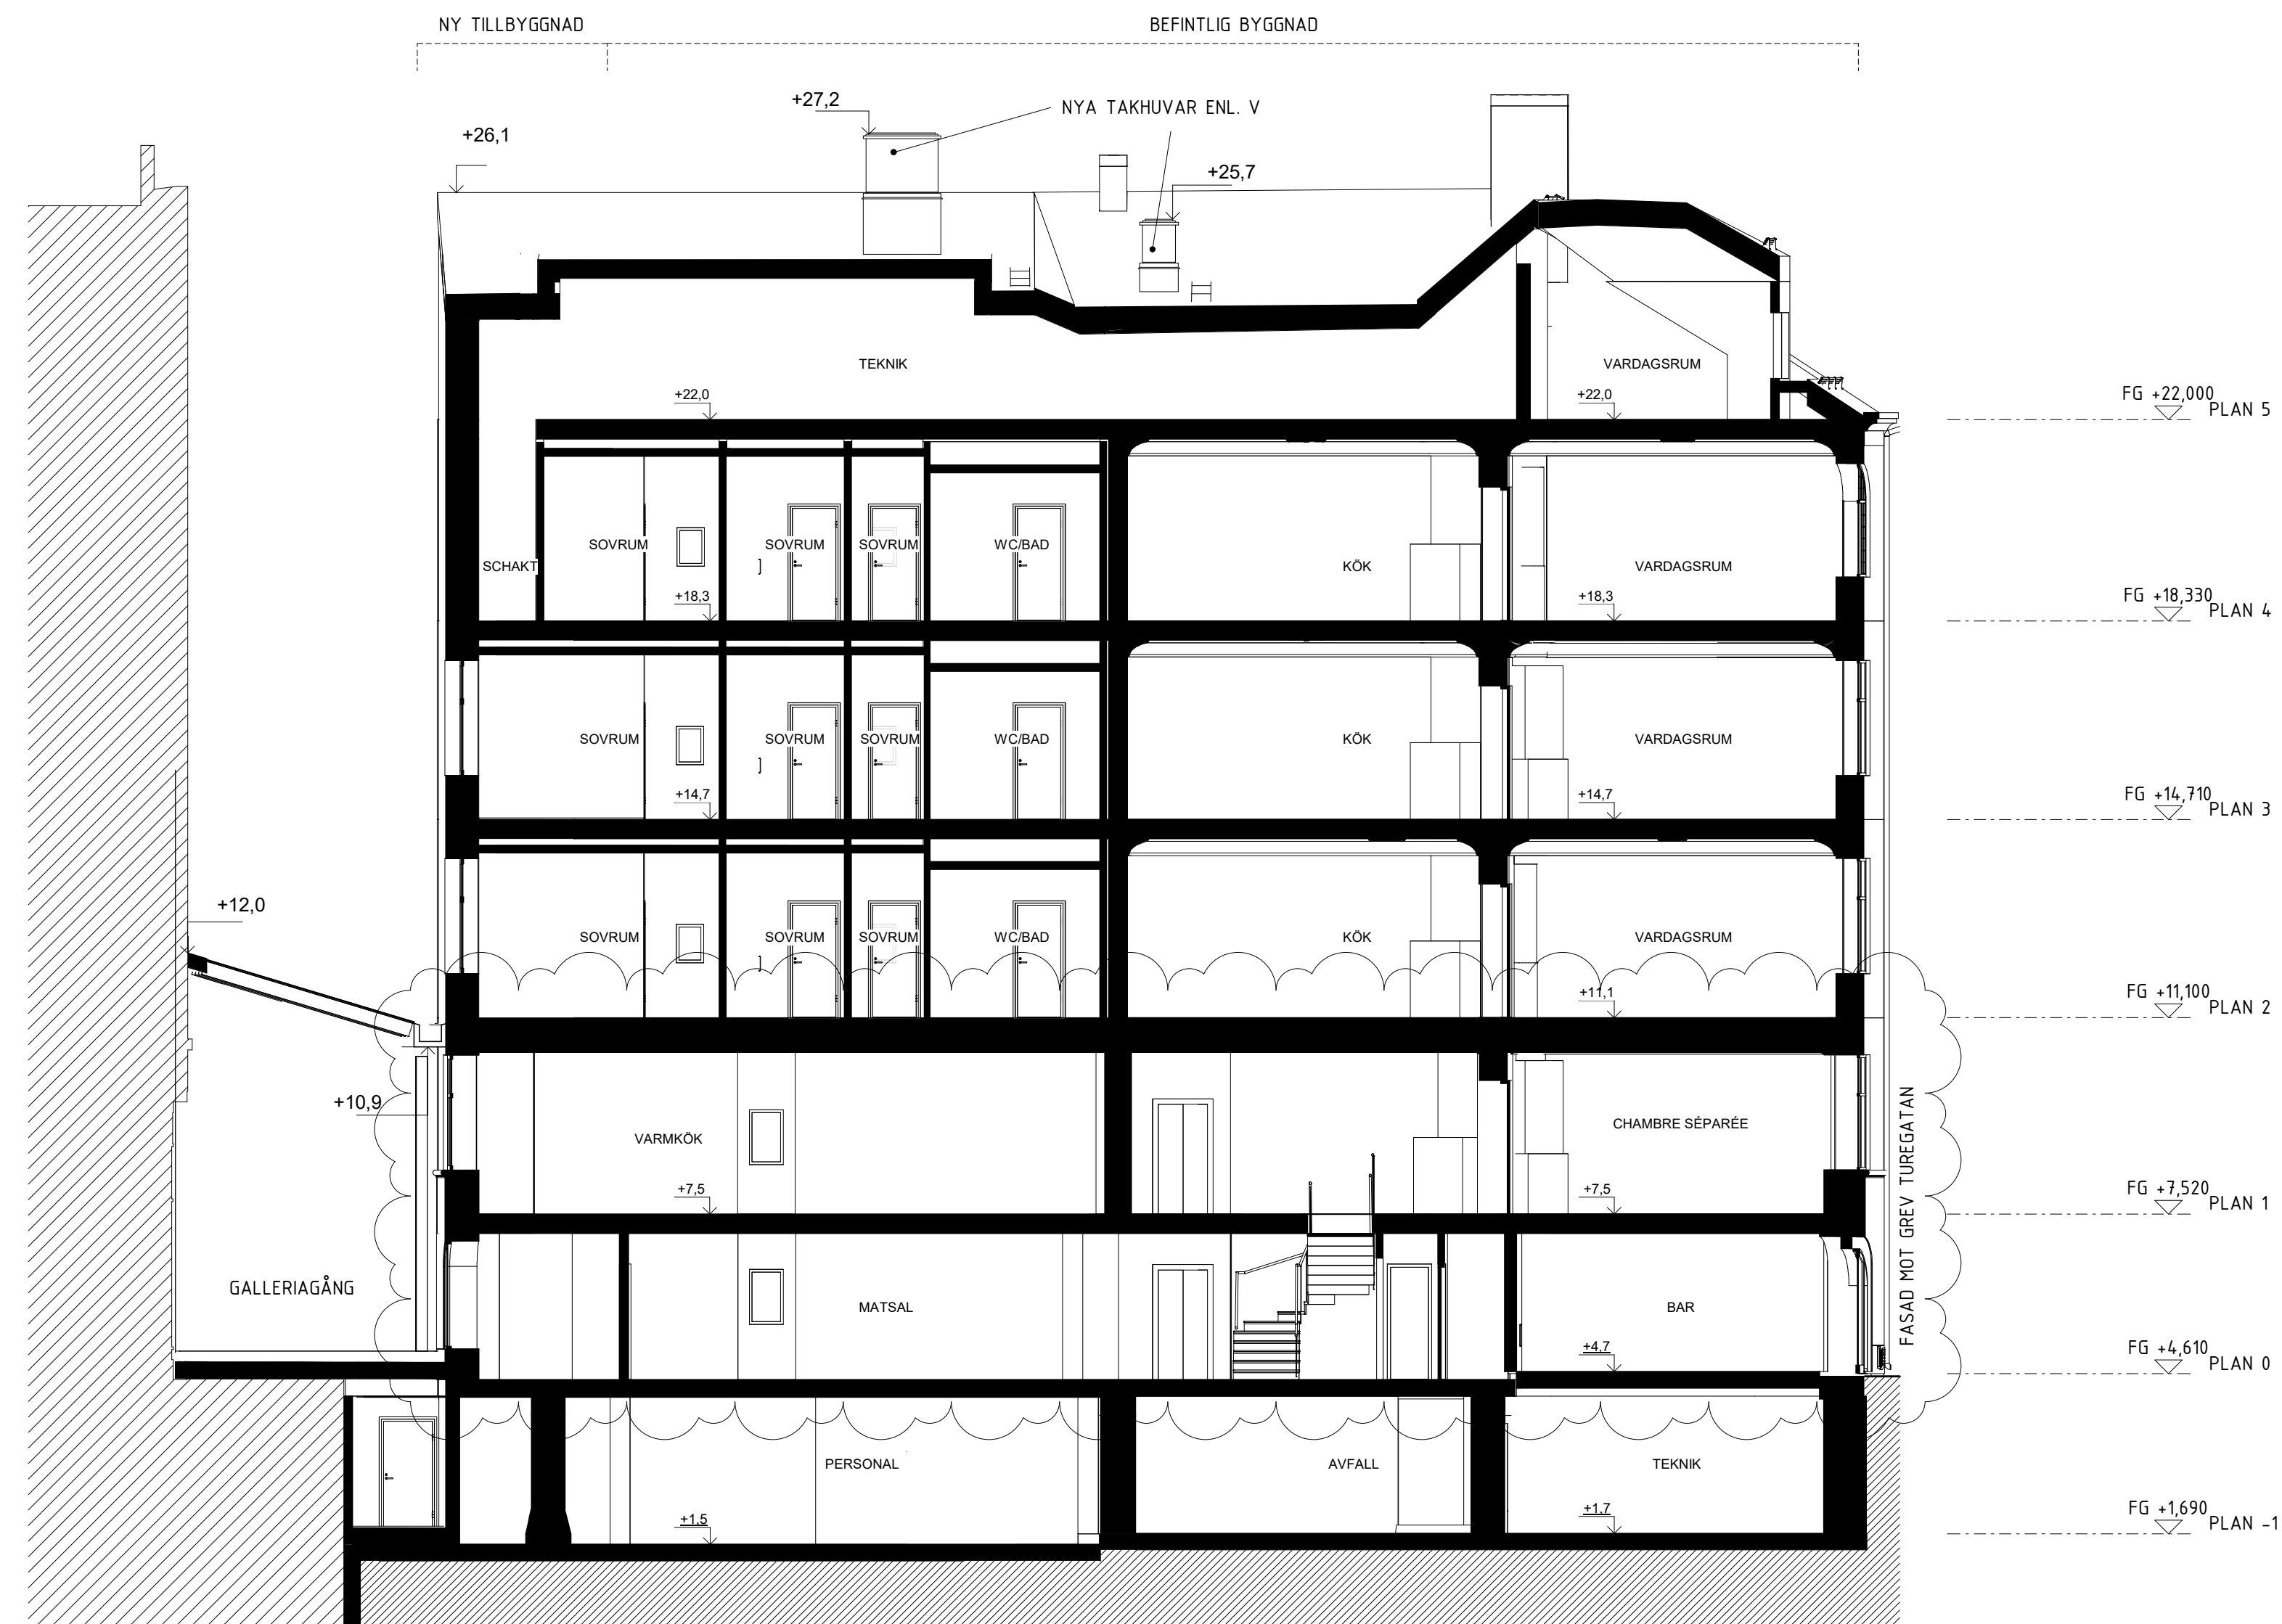 NY TILLBYGGNAD
BEFINTLIG BYGGNAD
+27,2
NYA TAKHUVAR ENL. V
+26,1
+25,7
TEKNIK
VARDAGSRUM
+22,0
+22,0
FG +22,000
PLAN 5
SOVRUM
SOVRUM
SOVRUM
WC/BAD
SCHAKT
KÖK
VARDAGSRUM
+18,3
+18,3
FG +18,330
PLAN 4
SOVRUM
SOVRUM
SOVRUM
WC/BAD
KÖK
VARDAGSRUM
+14,7
+14,7
FG +14,710
PLAN 3
+12,0
SOVRUM
SOVRUM
SOVRUM
WC/BAD
KÖK
VARDAGSRUM
+11,1
FG +11,100
PLAN 2
+10,9
VARMKÖK
CHAMBRE SÉPARÉE
+7,5
+7,5
FG +7,520
PLAN 1
FASAD MOT GREV TUREGATAN
GALLERIAGÅNG
MATSAL
BAR
+4,7
FG +4,610
PLAN 0
PERSONAL
AVFALL
TEKNIK
+1,5
+1,7
FG +1,690
PLAN -1